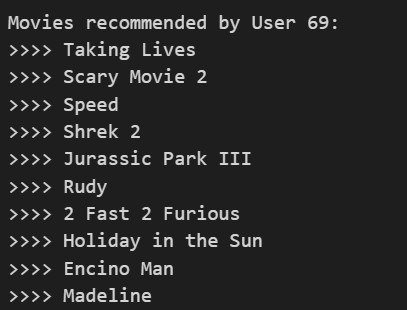 Movies recommended by User 69:
>>>> Taking Lives
>>>> Scary Movie 2
>>>> Speed
>>>> Shrek 2
>>>> Jurassic Park III
>>>> Rudy
>>>> 2 Fast 2 Furious
>>>> Holiday in the Sun
>>>> Encino Man
>>>> Madeline